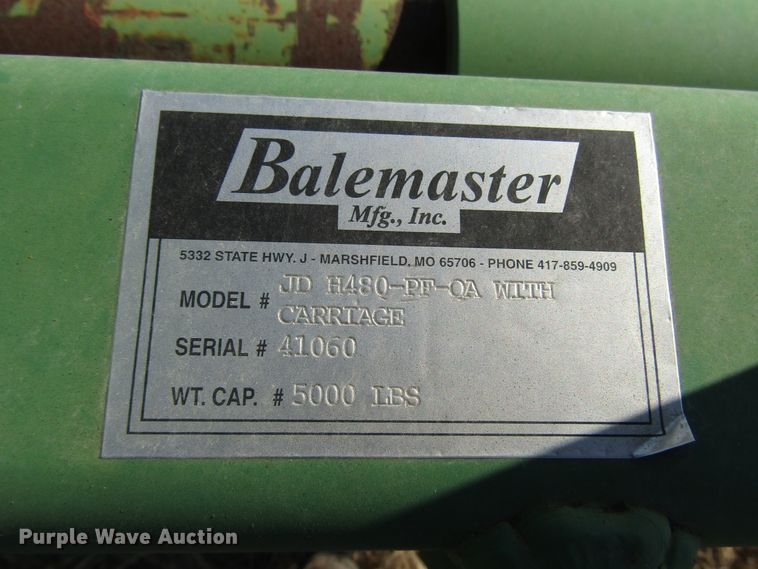 Balemaster
Mfg., Inc.
5332 STATE HWY. J - MARSHFIELD, MO 65706 - PHONE 417-859-4909
MODEL # JD H480-PF-QA WITH
CARRIAGE
SERIAL # 41060
WT. CAP. # 5000 LBS
Purple Wave Auction